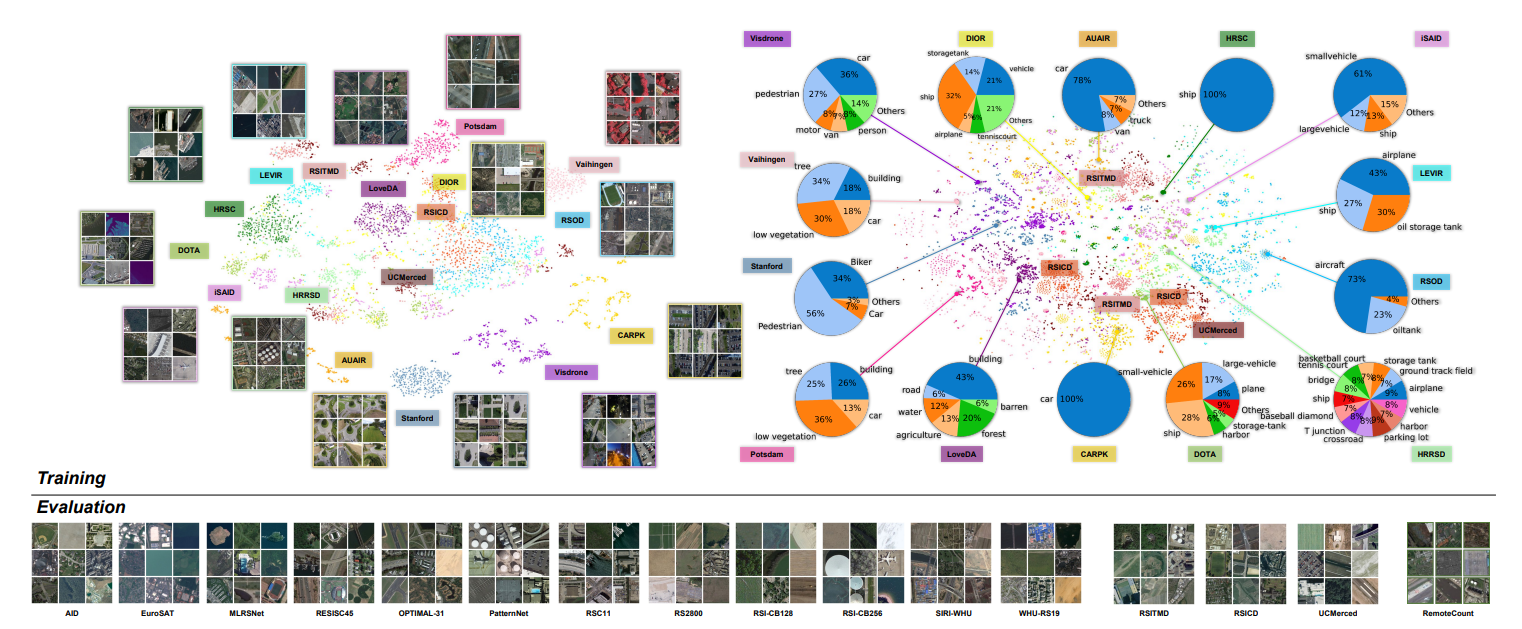 Potsdam
LEVIR
RSITMD
LoveDA
DIOR
Vaihingen
HRSC
RSICD
RSOD
DOTA
UCMerced
iSAID
HRRSD
CARPK
AUAIR
Visdrone
Stanford
Visdrone
car
36%
pedestrian
27%
14%
Others
8%
motor
van
person
DIOR
storagetank
14%
vehicle
21%
ship
32%
21%
Others
5%
airplane
tenniscourt
AUAIR
car
78%
7%
Others
7%
truck
8%
van
HRSC
ship
100%
iSAID
smallvehicle
61%
15%
Others
12%
13%
largevehicle
ship
Vaihingen
tree
34%
building
18%
30%
18%
car
low vegetation
RSITMD
LEVIR
airplane
43%
ship
27%
30%
oil storage tank
Stanford
Biker
34%
3%
Others
7%
Car
56%
Pedestrian
RSICD
RSITMD
RSICD
UCMerced
RSOD
aircraft
73%
4%
Others
23%
oiltank
tree
25%
building
26%
13%
car
36%
low vegetation
Potsdam
building
43%
road
6%
6%
barren
water
12%
13%
20%
agriculture
forest
LoveDA
car
100%
CARPK
small-vehicle
26%
large-vehicle
17%
plane
8%
8%
Others
5%
storage-tank
28%
6%
ship
harbor
DOTA
basketball court
storage tank
tennis court
ground track field
7%
8%
7%
8%
bridge
airplane
8%
9%
ship
7%
8%
vehicle
baseball diamond
7%
7%
harbor
T junction
8%
8%
9%
parking lot
crossroad
HRRSD
Training
Evaluation
AID
EuroSAT
MLRSNet
RESISC45
OPTIMAL-31
PatternNet
RSC11
RS2800
RSI-CB128
RSI-CB256
SIRI-WHU
WHU-RS19
RSITMD
RSICD
UCMerced
RemoteCount